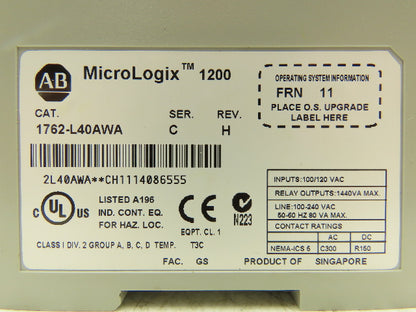 AB
MicroLogix™ 1200
OPERATING SYSTEM INFORMATION
FRN 11
PLACE O.S. UPGRADE
LABEL HERE
CAT. SER. REV.
1762-L40AWA C H
2L40AWA**CH1114086555
C UL US
LISTED A196
IND. CONT. EQ.
FOR HAZ. LOC.
CE
EQPT. CL. 1
N223
CLASS I DIV. 2 GROUP A, B, C, D TEMP. T3C
INPUTS: 100/120 VAC
RELAY OUTPUTS: 1440VA MAX.
LINE: 100-240 VAC
50-60 HZ 80 VA MAX.
CONTACT RATINGS
AC DC
NEMA-ICS 5 C300 R150
FAC. GS PRODUCT OF SINGAPORE